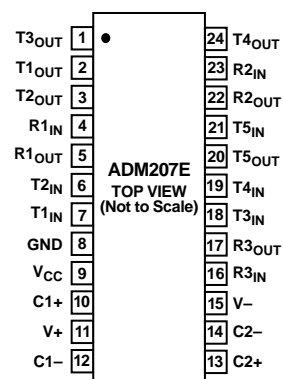 T3OUT 1 24 T4OUT
T1OUT 2 23 R2IN
T2OUT 3 22 R2OUT
R1IN 4 21 T5IN
R1OUT 5 20 T5OUT
ADM207E
TOP VIEW
(Not to Scale)
T2IN 6 19 T4IN
T1IN 7 18 T3IN
GND 8 17 R3OUT
VCC 9 16 R3IN
C1+ 10 15 V–
V+ 11 14 C2–
C1– 12 13 C2+